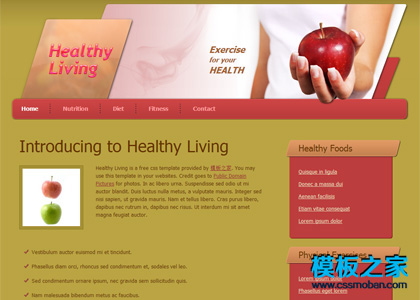 Healthy
Living
Exercise
for your
HEALTH
Home Nutrition Diet Fitness Contact
Introducing to Healthy Living
Healthy Living is a free css template provided by 模板之家. You may
use this template in your websites. Credit goes to Public Domain
Pictures for photos. In ac libero urna. Suspendisse sed odio ut mi
auctor blandit. Duis luctus nulla metus, a vulputate mauris. Integer sed
nisi sapien, ut gravida mauris. Nam et tellus libero. Cras purus libero,
dapibus nec rutrum in, dapibus nec risus. Ut interdum mi sit amet
magna feugiat auctor.
Vestibulum auctor euismod mi et tincidunt.
Phasellus diam orci, rhoncus sed condimentum et, sodales vel leo.
Sed condimentum ornare ipsum, nec gravida sem sollicitudin quis.
Nam malesuada bibendum metus et faucibus.
Healthy Foods
Quisque in ligula
Donec a massa dui
Aenean facilisis
Etiam vitae consequat
Lorem ipsum dolor
Physical Exercises
Lorem ipsum
Phasellus eget lorem
模板之家
www.cssmoban.com